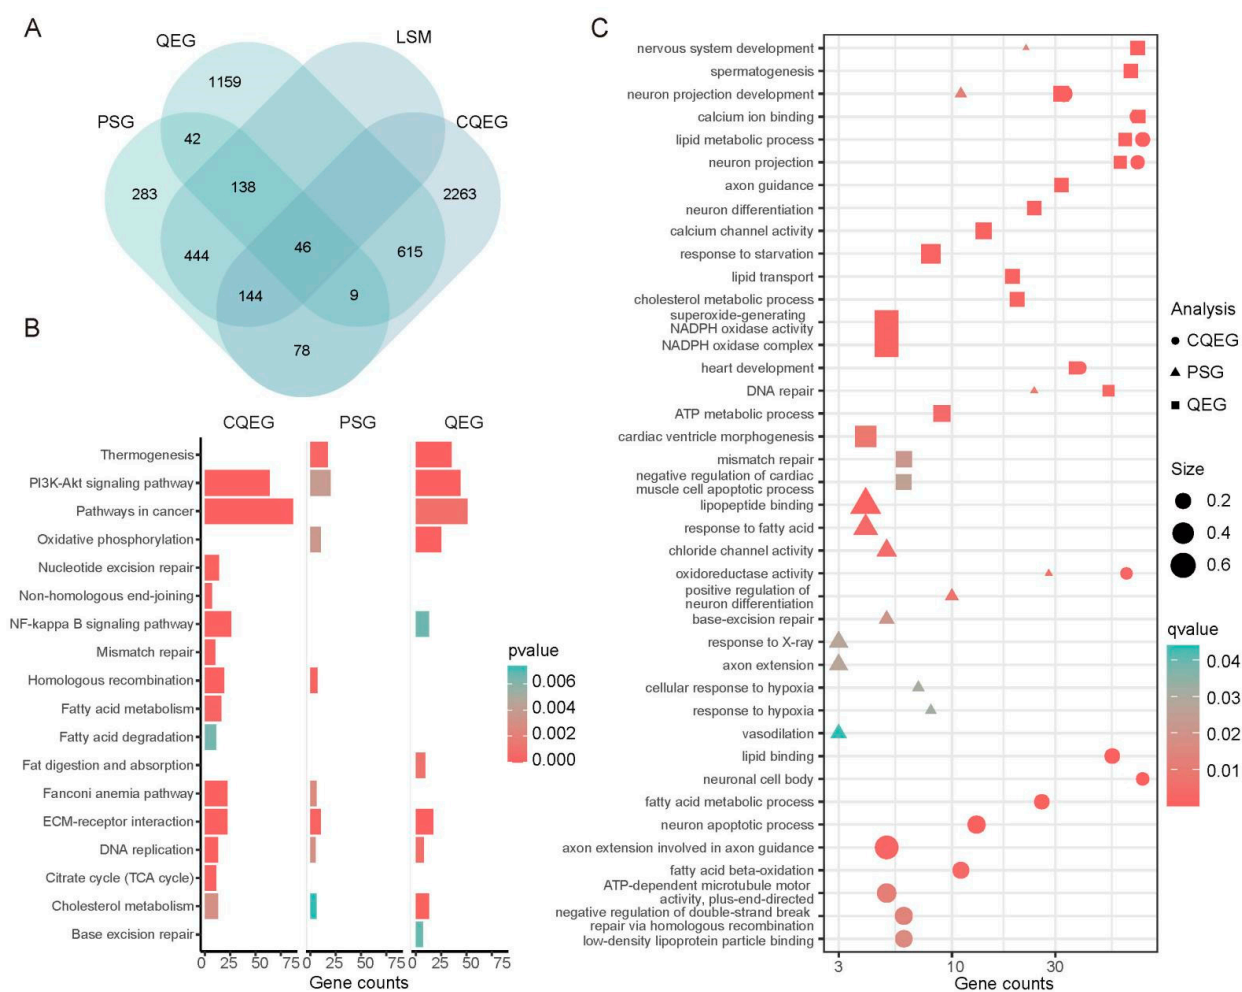 A
QEG
LSM
PSG
CQEG
1159
42
283
138
2263
444
46
615
144
9
78
B
CQEG
PSG
QEG
Thermogenesis
PI3K-Akt signaling pathway
Pathways in cancer
Oxidative phosphorylation
Nucleotide excision repair
Non-homologous end-joining
NF-kappa B signaling pathway
Mismatch repair
Homologous recombination
Fatty acid metabolism
Fatty acid degradation
Fat digestion and absorption
Fanconi anemia pathway
ECM-receptor interaction
DNA replication
Citrate cycle (TCA cycle)
Cholesterol metabolism
Base excision repair
0 25 50 75 0 25 50 75 0 25 50 75
Gene counts
pvalue
0.006
0.004
0.002
0.000
C
nervous system development
spermatogenesis
neuron projection development
calcium ion binding
lipid metabolic process
neuron projection
axon guidance
neuron differentiation
calcium channel activity
response to starvation
lipid transport
cholesterol metabolic process
superoxide-generating
NADPH oxidase activity
NADPH oxidase complex
heart development
DNA repair
ATP metabolic process
cardiac ventricle morphogenesis
mismatch repair
negative regulation of cardiac
muscle cell apoptotic process
lipopeptide binding
response to fatty acid
chloride channel activity
oxidoreductase activity
positive regulation of
neuron differentiation
base-excision repair
response to X-ray
axon extension
cellular response to hypoxia
response to hypoxia
vasodilation
lipid binding
neuronal cell body
fatty acid metabolic process
neuron apoptotic process
axon extension involved in axon guidance
fatty acid beta-oxidation
ATP-dependent microtubule motor
activity, plus-end-directed
negative regulation of double-strand break
repair via homologous recombination
low-density lipoprotein particle binding
3 10 30
Gene counts
Analysis
CQEG
PSG
QEG
Size
0.2
0.4
0.6
qvalue
0.04
0.03
0.02
0.01